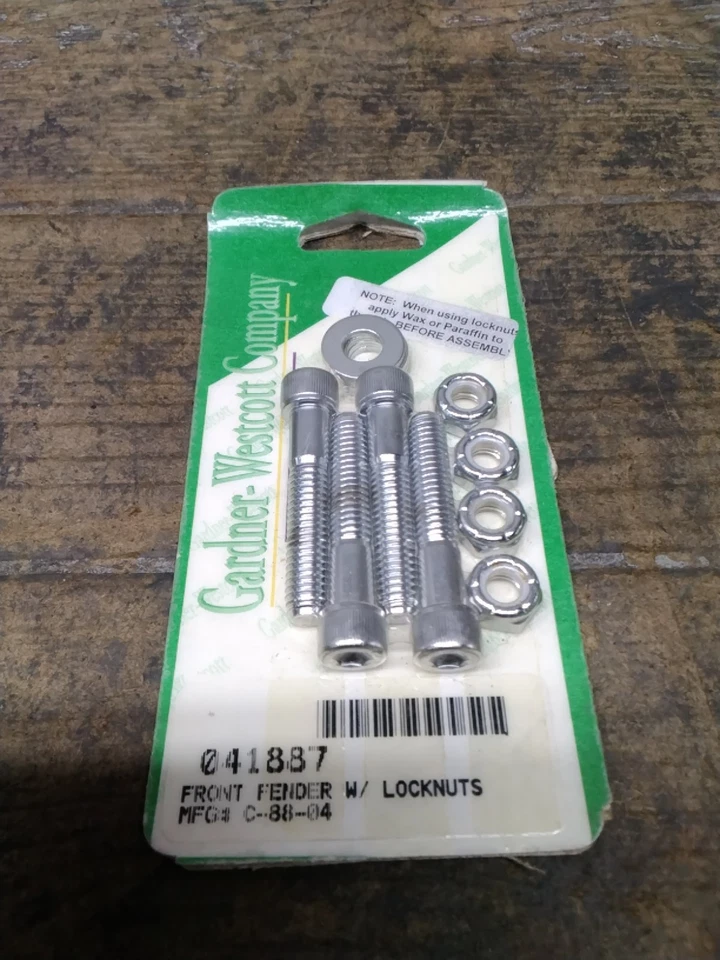 Gardner-Westcott Company
NOTE: When using locknuts
apply Wax or Paraffin to
BEFORE ASSEMBL
041887
FRONT FENDER W/ LOCKNUTS
MFG# C-88-04